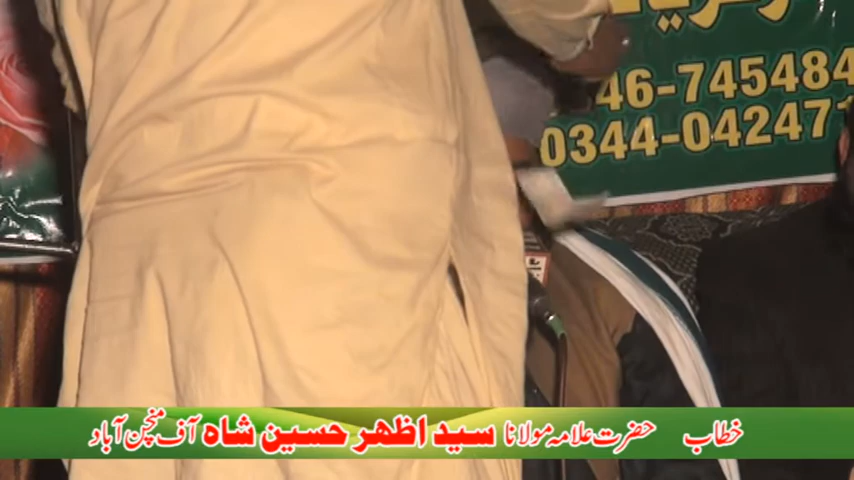 46-745484
0344-042471
خطاب حضرت علامہ مولانا سید اظہر حسین شاہ آف منچن آباد